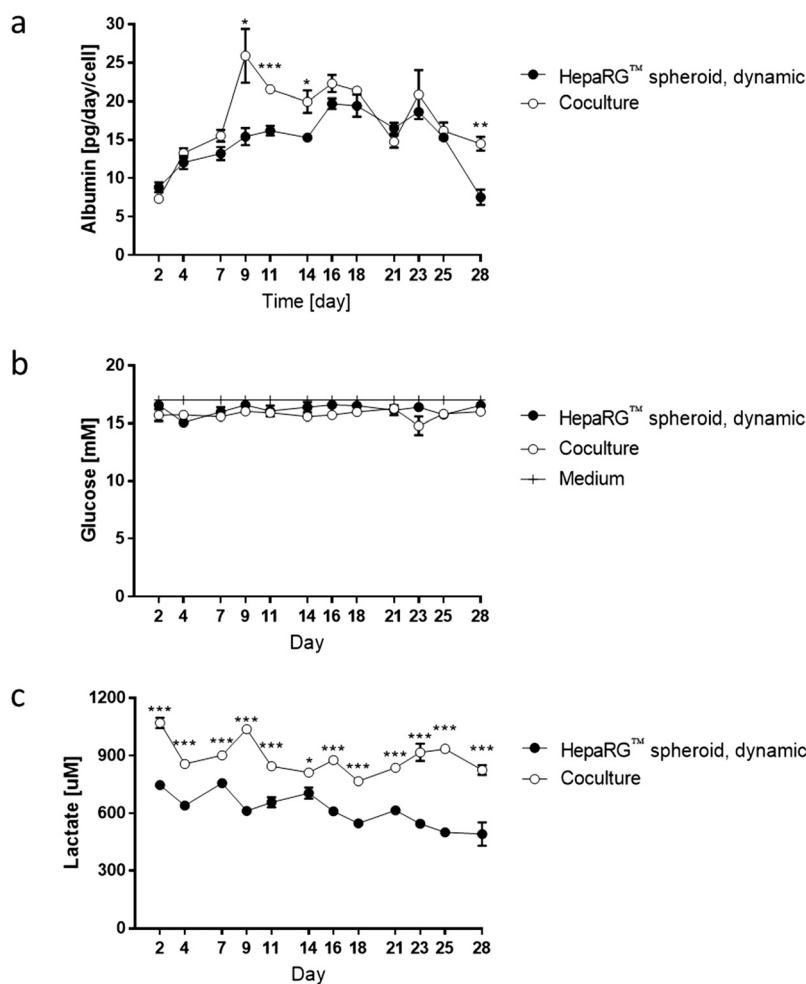 a
Albumin [pg/day/cell]
30
25
20
15
10
5
0
* *** * **
2 4 7 9 11 14 16 18 21 23 25 28
Time [day]
HepaRG™ spheroid, dynamic
Coculture
b
Glucose [mM]
20
15
10
5
0
2 4 7 9 11 14 16 18 21 23 25 28
Day
HepaRG™ spheroid, dynamic
Coculture
Medium
c
Lactate [uM]
1200
900
600
300
0
*** *** *** *** *** * *** *** *** *** *** ***
2 4 7 9 11 14 16 18 21 23 25 28
Day
HepaRG™ spheroid, dynamic
Coculture